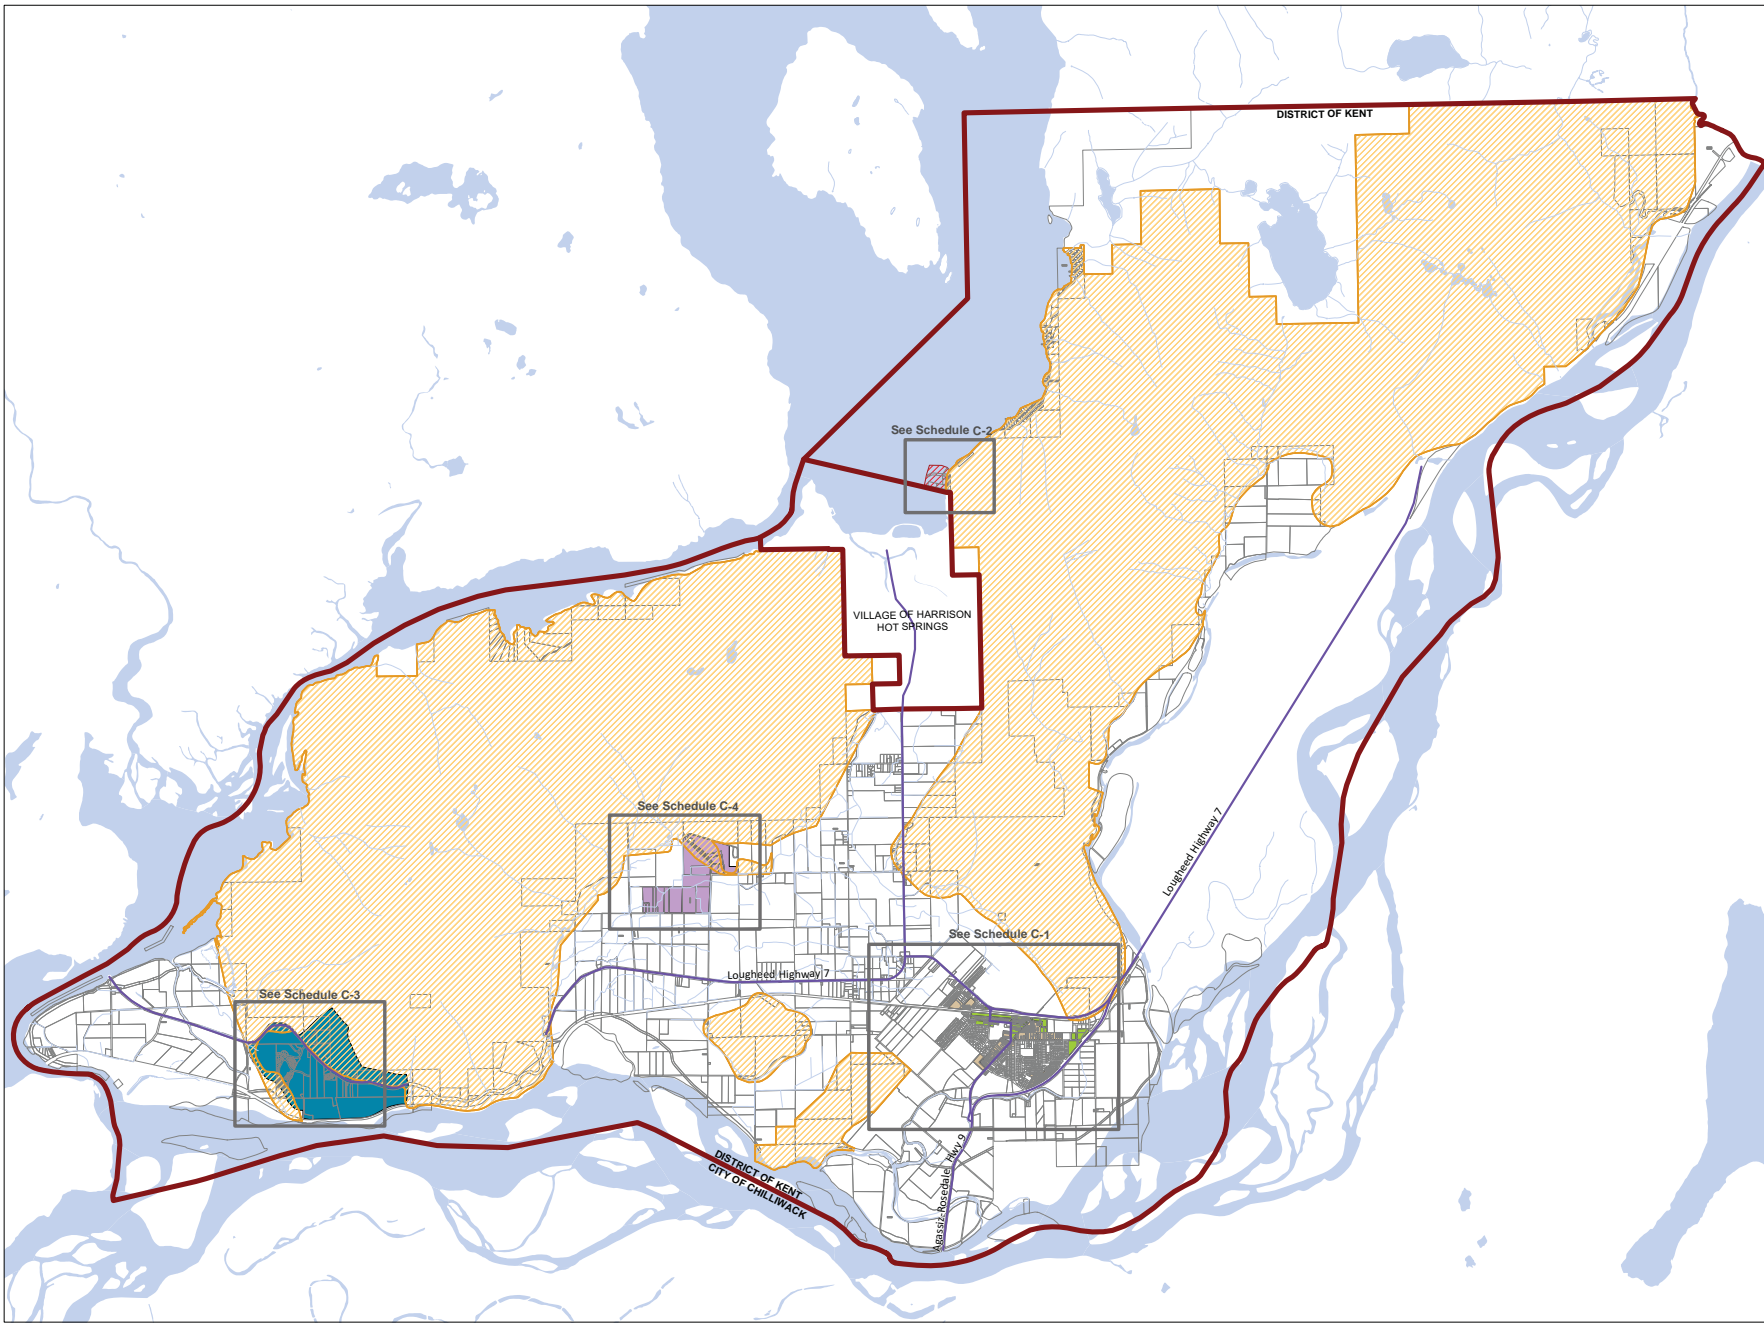 DISTRICT OF KENT
See Schedule C-2
VILLAGE OF HARRISON
HOT SPRINGS
See Schedule C-4
Lougheed Highway 7
See Schedule C-1
Lougheed Highway 7
See Schedule C-3
DISTRICT OF KENT
CITY OF CHILLIWACK
Agassiz-Rosedale Hwy 9